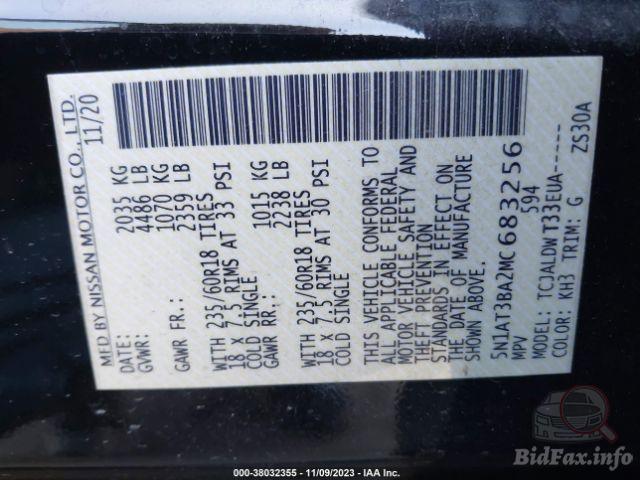 MFD BY NISSAN MOTOR CO., LTD.
DATE: 11/20
GVWR: 2035 KG
4486 LB
GAWR FR.: 1070 KG
2359 LB
WITH 235/60R18 TIRES
18 X 7.5 RIMS AT 33 PSI
COLD SINGLE
GAWR RR.: 1015 KG
2238 LB
WITH 235/60R18 TIRES
18 X 7.5 RIMS AT 30 PSI
COLD SINGLE
THIS VEHICLE CONFORMS TO
ALL APPLICABLE FEDERAL
MOTOR VEHICLE SAFETY AND
THEFT PREVENTION
STANDARDS IN EFFECT ON
THE DATE OF MANUFACTURE
SHOWN ABOVE.
5N1AT3BA2MC683256
MPV 594
MODEL: TCJALDWT33EUA-----
COLOR: KH3 TRIM: G ZS30A
000-38032355 - 11/09/2023 - IAA Inc.
BidFax.info